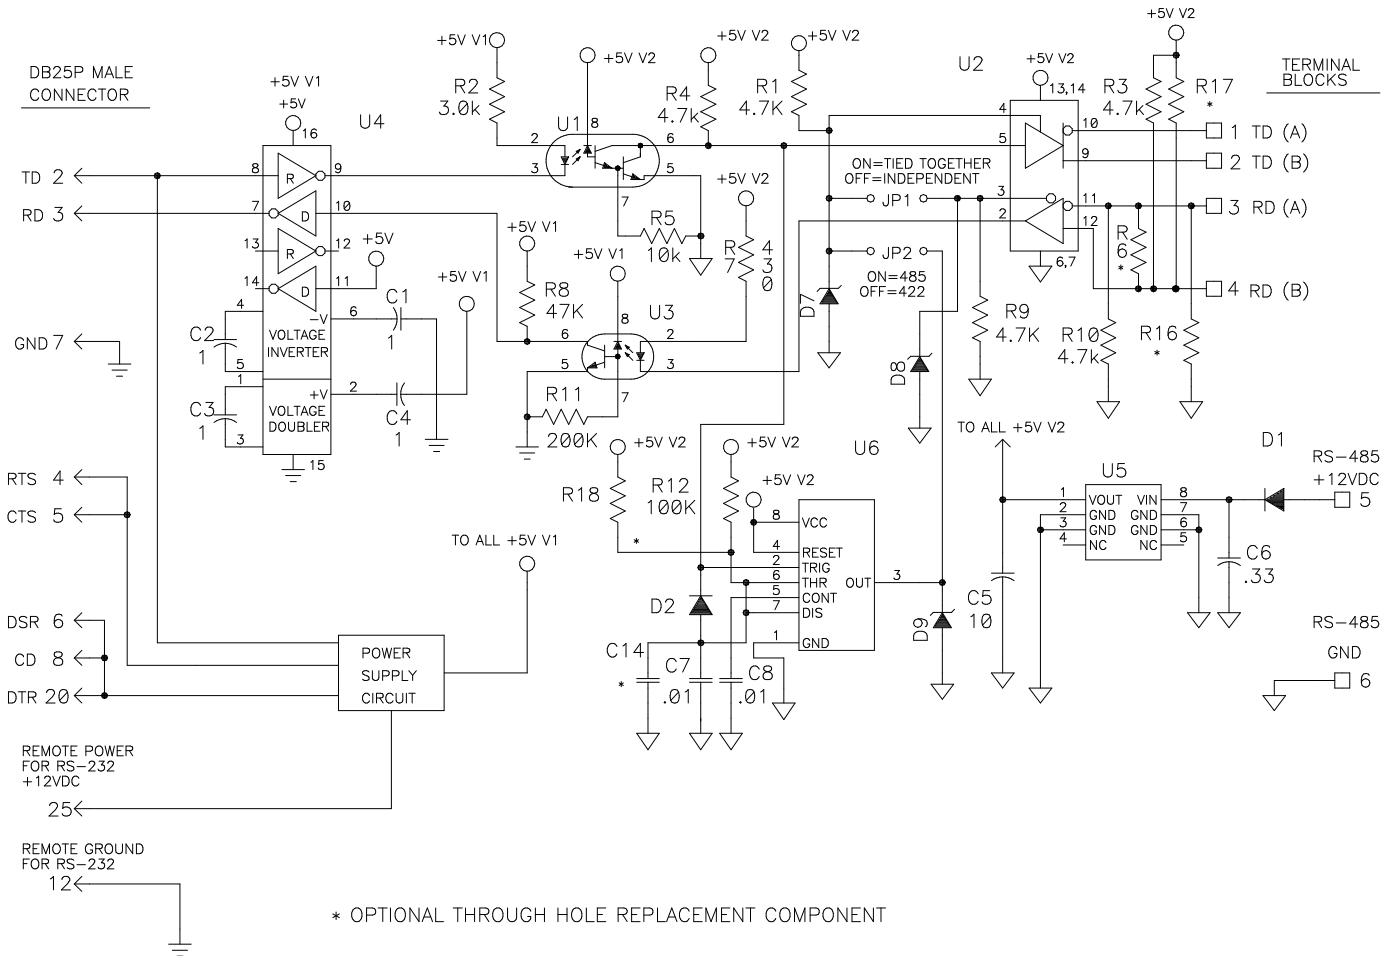 DB25P MALE
CONNECTOR
TERMINAL
BLOCKS
+5V V1
+5V
16
U4
8
R
9
7
D
10
13
R
12
14
D
11
+5V
TD 2
RD 3
GND 7
4
C2
1
5
1
C3
1
3
–V
6
VOLTAGE
INVERTER
+V
2
VOLTAGE
DOUBLER
15
C1
1
C4
1
+5V V1
+5V V1
R2
3.0k
+5V V2
U1
8
2
3
6
5
7
+5V V2
R4
4.7k
+5V V2
R1
4.7K
R5
10k
+5V V2
R
7
430
+5V V1
R8
47K
+5V V1
U3
8
6
2
5
3
7
R11
200K
U2
+5V V2
13,14
4
5
10
9
3
11
2
12
6,7
+5V V2
R3
4.7k
R17
*
1 TD (A)
2 TD (B)
3 RD (A)
4 RD (B)
R
6
*
R10
4.7k
R16
*
ON=TIED TOGETHER
OFF=INDEPENDENT
JP1
JP2
ON=485
OFF=422
D7
D8
R9
4.7K
RTS 4
CTS 5
DSR 6
CD 8
DTR 20
TO ALL +5V V1
POWER
SUPPLY
CIRCUIT
REMOTE POWER
FOR RS-232
+12VDC
25
REMOTE GROUND
FOR RS-232
12
+5V V2
R18
*
+5V V2
R12
100K
+5V V2
U6
8
VCC
4
RESET
2
TRIG
6
THR
5
CONT
7
DIS
1
GND
OUT
3
D2
C14
*
C7
.01
C8
.01
D9
TO ALL +5V V2
C5
10
U5
1
VOUT
VIN
8
2
GND
GND
7
3
GND
GND
6
4
NC
NC
5
C6
.33
D1
RS-485
+12VDC
5
RS-485
GND
6
* OPTIONAL THROUGH HOLE REPLACEMENT COMPONENT